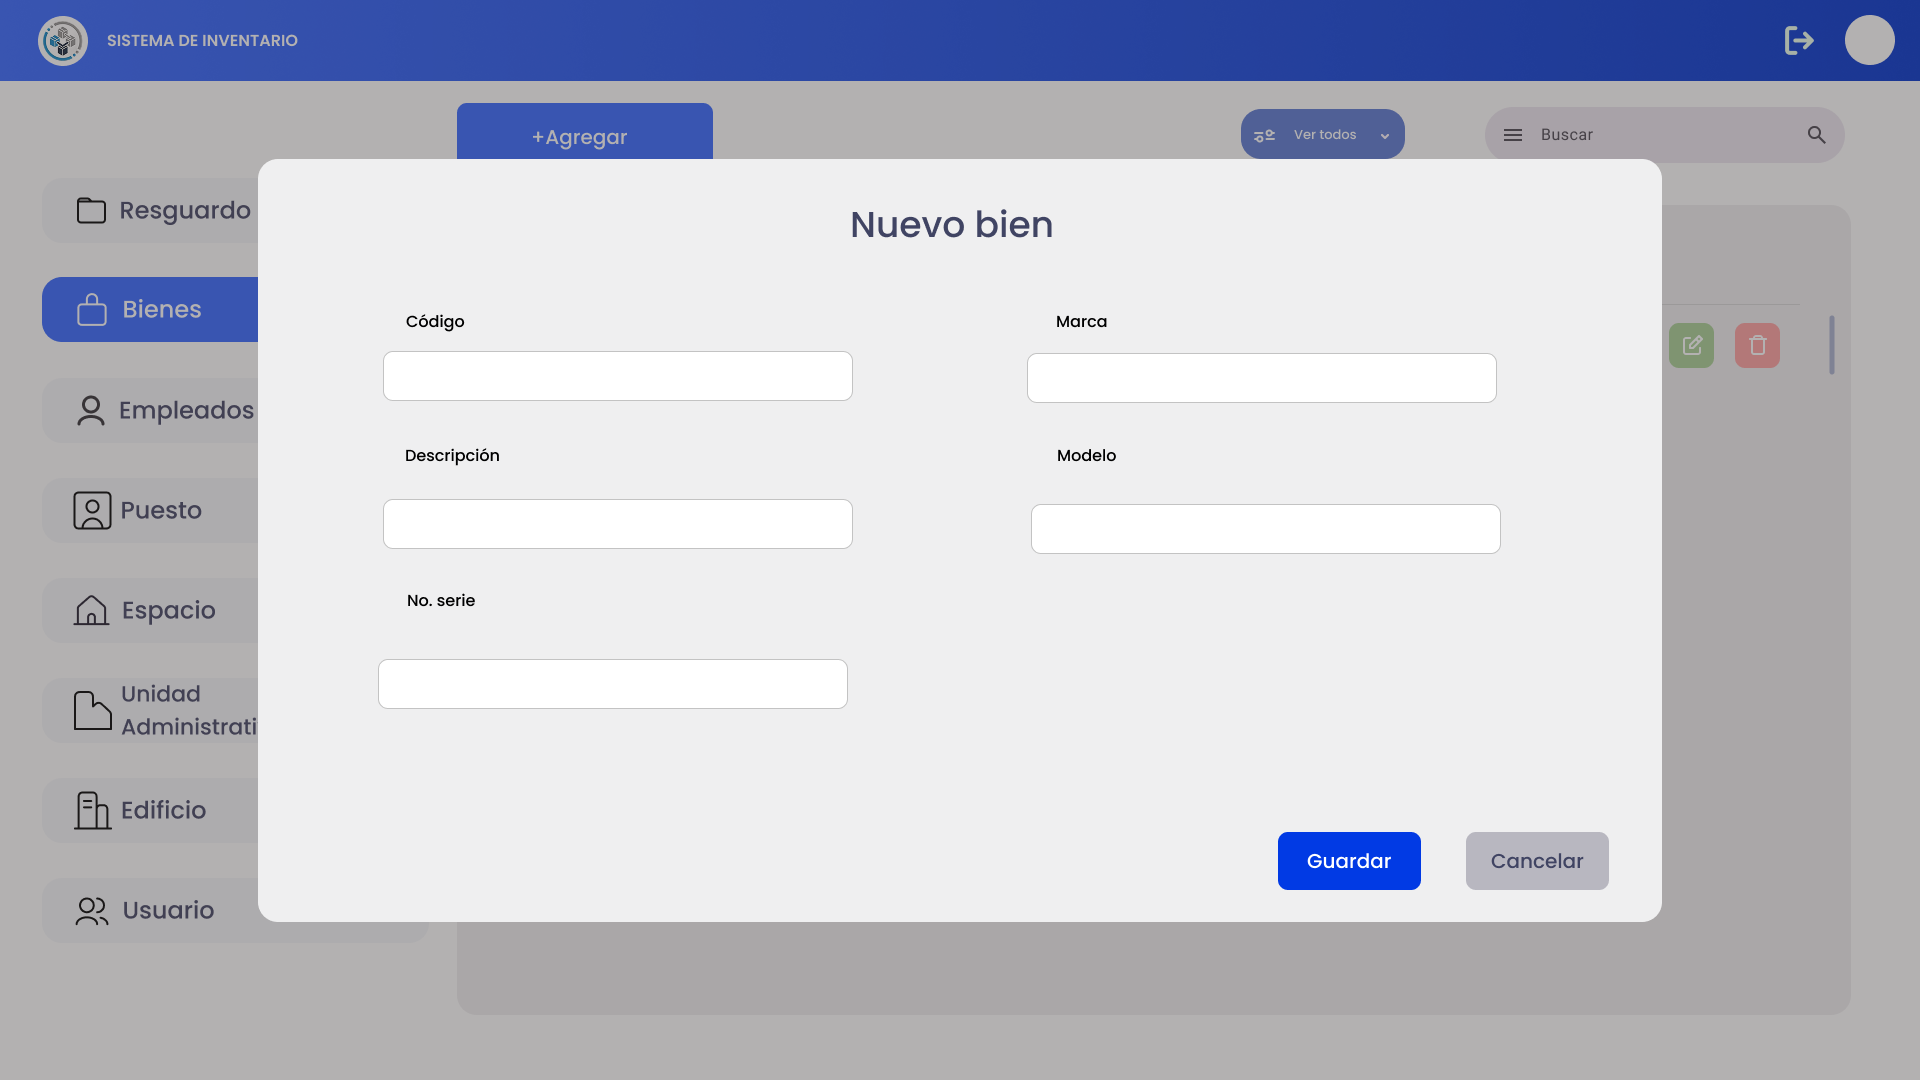 SISTEMA DE INVENTARIO
+Agregar
Ver todos
Buscar
Resguardo
Bienes
Empleados
Puesto
Espacio
Unidad
Administrati
Edificio
Usuario
Nuevo bien
Código
Marca
Descripción
Modelo
No. serie
Guardar
Cancelar